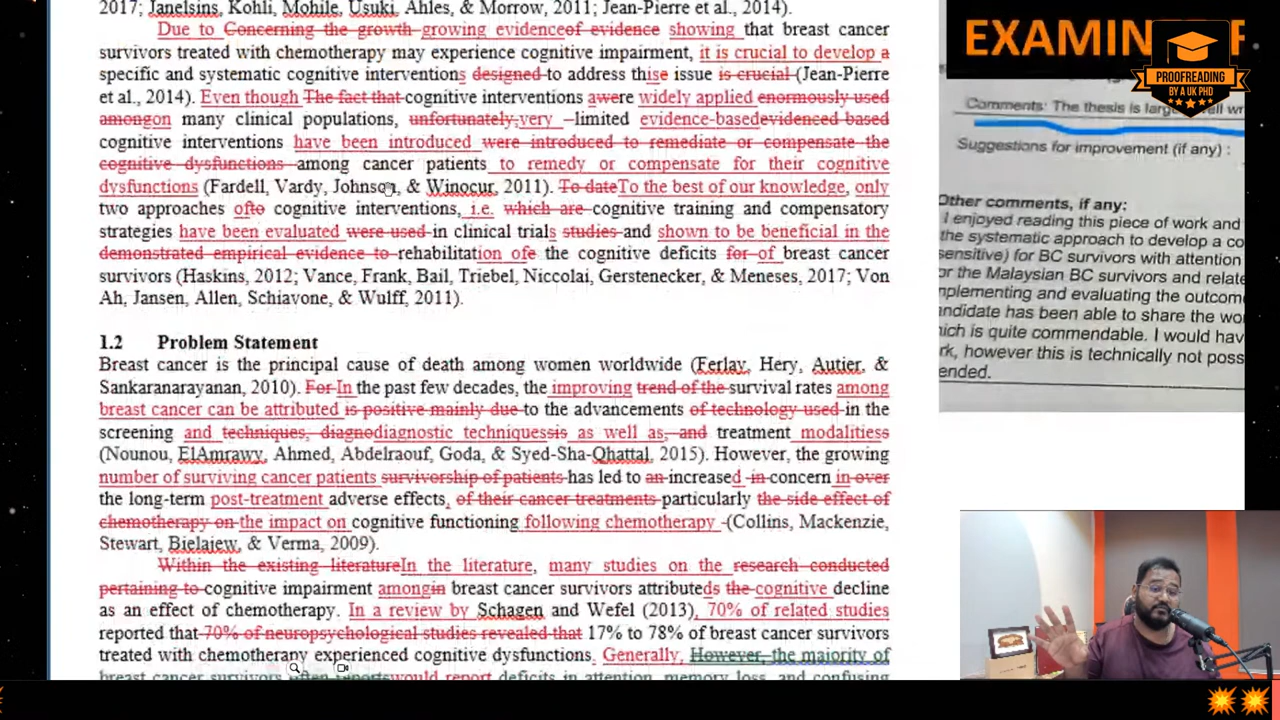 2017; Janelsins, Kohli, Mohile, Usuki, Ahles, & Morrow, 2011; Jean-Pierre et al., 2014).
Due to Concerning the growth growing evidenceof evidence showing that breast cancer
survivors treated with chemotherapy may experience cognitive impairment, it is crucial to develop a
specific and systematic cognitive interventions designed to address thise issue is crucial (Jean-Pierre
et al., 2014). Even though The fact that cognitive interventions awere widely applied enormously used
amongon many clinical populations, unfortunately,very –limited evidence-basedevidenced based
cognitive interventions have been introduced were introduced to remediate or compensate the
cognitive dysfunctions among cancer patients to remedy or compensate for their cognitive
dysfunctions (Fardell, Vardy, Johnson, & Winocur, 2011). To dateTo the best of our knowledge, only
two approaches ofto cognitive interventions, i.e. which are cognitive training and compensatory
strategies have been evaluated were used in clinical trials studies and shown to be beneficial in the
demonstrated empirical evidence to rehabilitation ofe the cognitive deficits for of breast cancer
survivors (Haskins, 2012; Vance, Frank, Bail, Triebel, Niccolai, Gerstenecker, & Meneses, 2017; Von
Ah, Jansen, Allen, Schiavone, & Wulff, 2011).
1.2 Problem Statement
Breast cancer is the principal cause of death among women worldwide (Ferlay, Hery, Autier, &
Sankaranarayanan, 2010). For In the past few decades, the improving trend of the survival rates among
breast cancer can be attributed is positive mainly due to the advancements of technology used in the
screening and techniques, diagnodiagnostic techniquessis as well as, and treatment modalitiess
(Nounou, ElAmrawy, Ahmed, Abdelraouf, Goda, & Syed-Sha-Qhattal, 2015). However, the growing
number of surviving cancer patients survivorship of patients has led to an increased in concern in over
the long-term post-treatment adverse effects, of their cancer treatments particularly the side effect of
chemotherapy on the impact on cognitive functioning following chemotherapy (Collins, Mackenzie,
Stewart, Bielajew, & Verma, 2009).
Within the existing literatureIn the literature, many studies on the research conducted
pertaining to cognitive impairment amongin breast cancer survivors attributeds the cognitive decline
as an effect of chemotherapy. In a review by Schagen and Wefel (2013), 70% of related studies
reported that 70% of neuropsychological studies revealed that 17% to 78% of breast cancer survivors
treated with chemotherapy experienced cognitive dysfunctions. Generally, However, the majority of
breast cancer survivors would report deficits in attention, memory loss, and confusing
EXAMIN F
PROOFREADING
BY A UK PHD
Comments: The thesis is larg ell wr
Suggestions for improvement (if any) :
Other comments, if any:
I enjoyed reading this piece of work and
the systematic approach to develop a co
sensitive) for BC survivors with attention
or the Malaysian BC survivors and relate
mplementing and evaluating the outcom
andidate has been able to share the wo
hich is quite commendable. I would hav
rk, however this is technically not poss
ended.